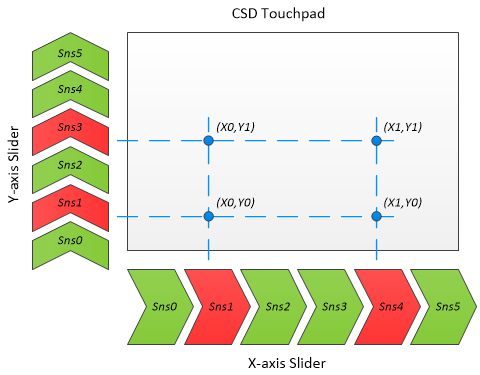 CSD Touchpad
Sns5
Sns4
Sns3
(X0,Y1) (X1,Y1)
Y-axis Slider
Sns2
Sns1
(X0,Y0) (X1,Y0)
Sns0
Sns0 Sns1 Sns2 Sns3 Sns4 Sns5
X-axis Slider